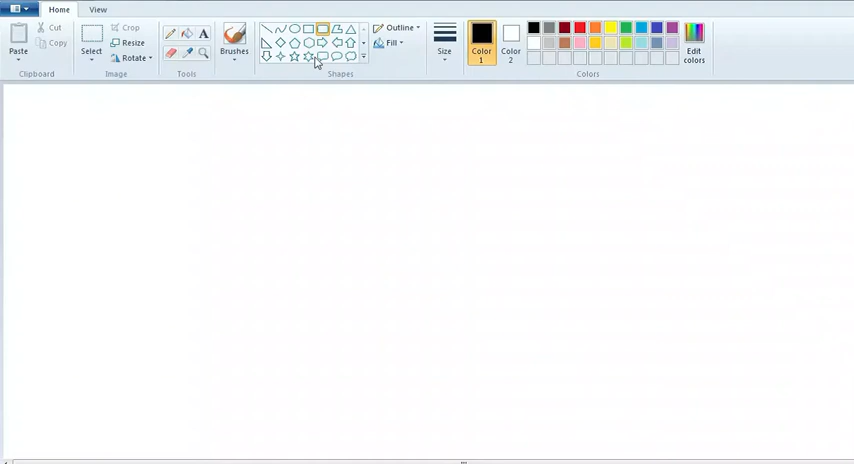 Home View
Paste
Cut
Copy
Clipboard
Select
Crop
Resize
Rotate
Image
A
Tools
Brushes
Shapes
Outline
Fill
Size
Color 1
Color 2
Colors
Edit colors